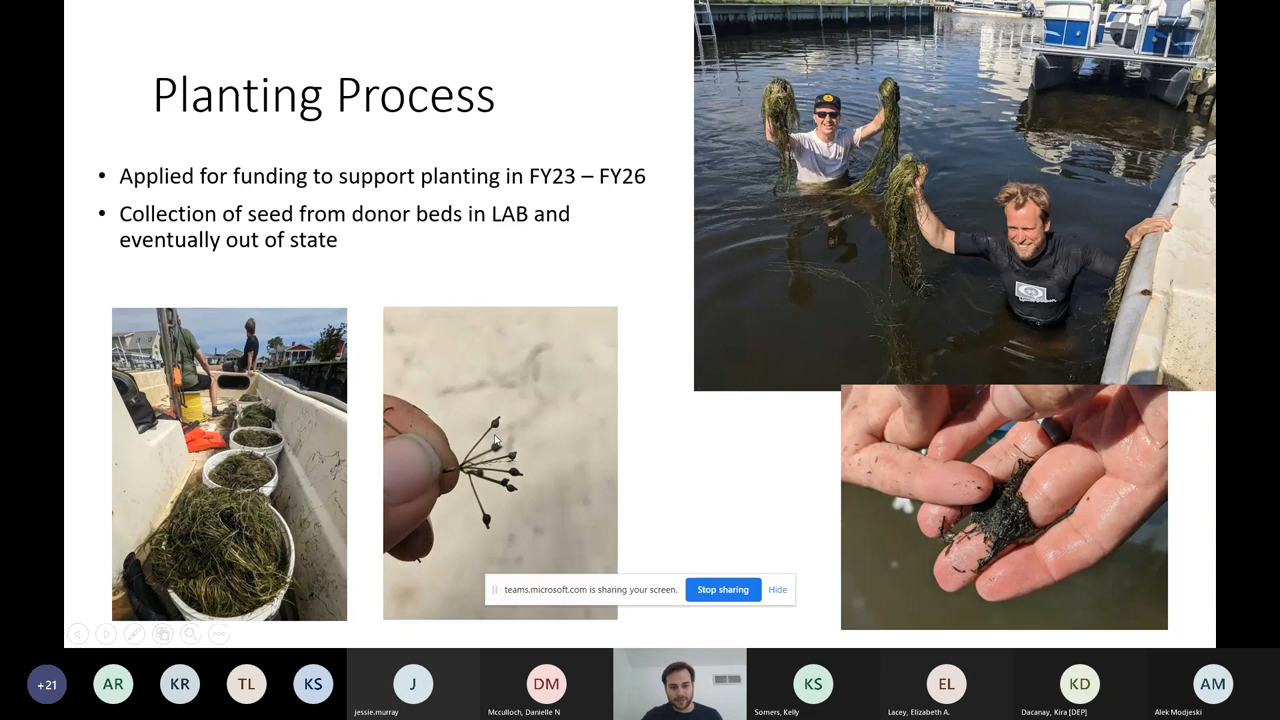 Planting Process
• Applied for funding to support planting in FY23 – FY26
• Collection of seed from donor beds in LAB and
eventually out of state
teams.microsoft.com is sharing your screen.
Stop sharing
Hide
+21
AR
KR
TL
KS
J
DM
KS
EL
KD
AM
jessie.murray
Mcculloch, Danielle N
Somers, Kelly
Lacey, Elizabeth A.
Dacanay, Kira [DEP]
Alek Modjeski